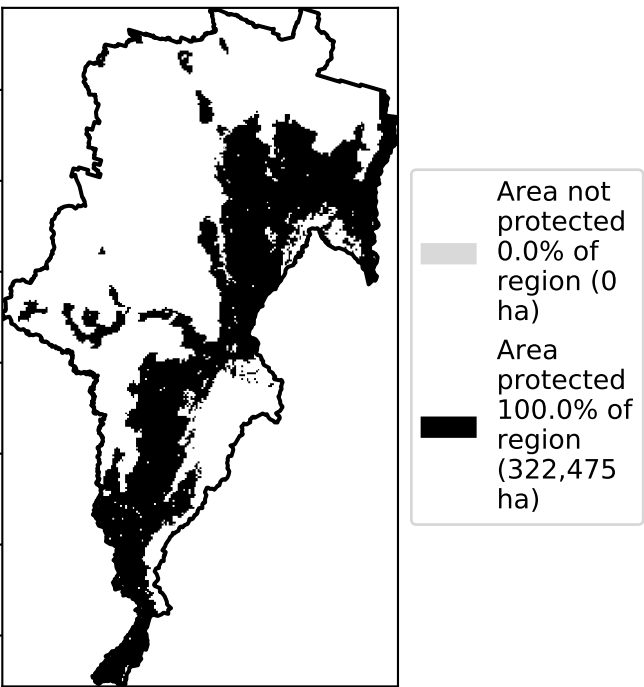 Area not
protected
0.0% of
region (0
ha)
Area
protected
100.0% of
region
(322,475
ha)